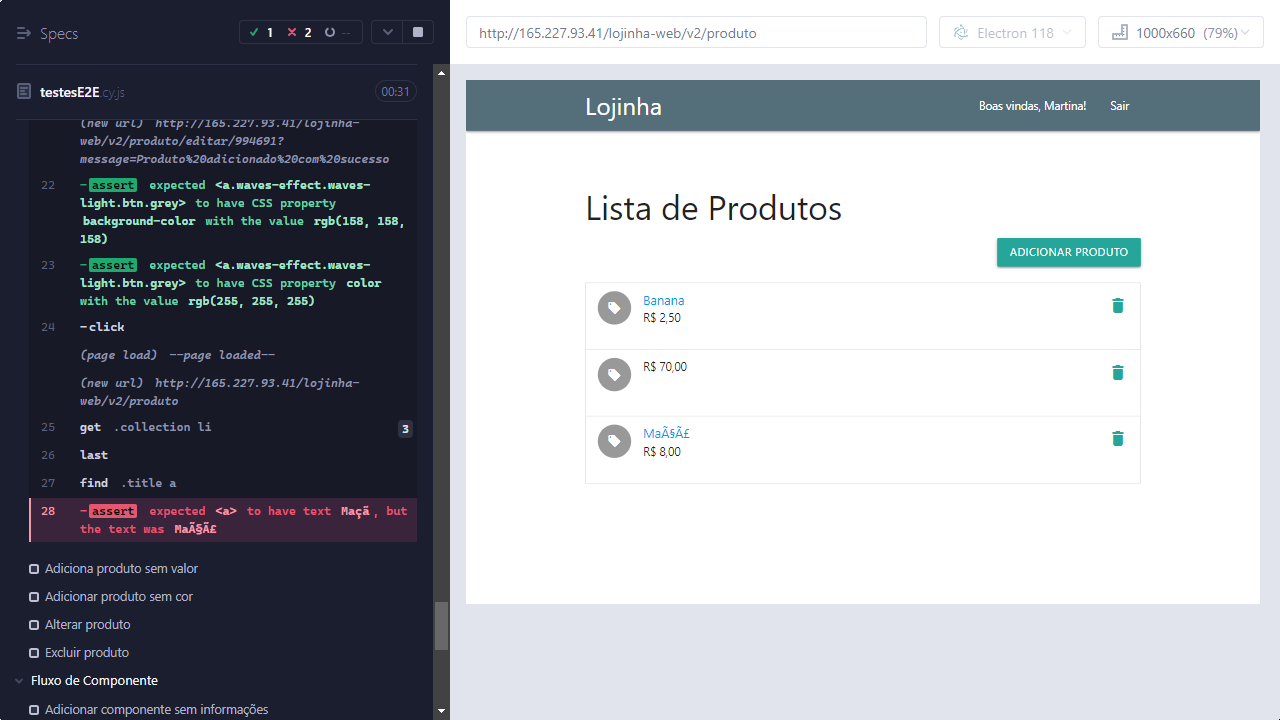 Specs
1
2
--
testesE2E cy.js
00:31
(new url) http://165.227.93.41/lojinha-
web/v2/produto/editar/994691?
message=Produto%20adicionado%20com%20sucesso
22 -assert expected <a.waves-effect.waves-
light.btn.grey> to have CSS property
background-color with the value rgb(158, 158,
158)
23 -assert expected <a.waves-effect.waves-
light.btn.grey> to have CSS property color
with the value rgb(255, 255, 255)
24 -click
(page load) --page loaded--
(new url) http://165.227.93.41/lojinha-
web/v2/produto
25 get .collection li 3
26 last
27 find .title a
28 -assert expected <a> to have text Maçã, but
the text was MaÃ§Ã£
Adiciona produto sem valor
Adicionar produto sem cor
Alterar produto
Excluir produto
Fluxo de Componente
Adicionar componente sem informações
http://165.227.93.41/lojinha-web/v2/produto
Electron 118
1000x660 (79%)
Lojinha
Boas vindas, Martina!
Sair
Lista de Produtos
ADICIONAR PRODUTO
Banana
R$ 2,50
R$ 70,00
MaÃ§Ã£
R$ 8,00